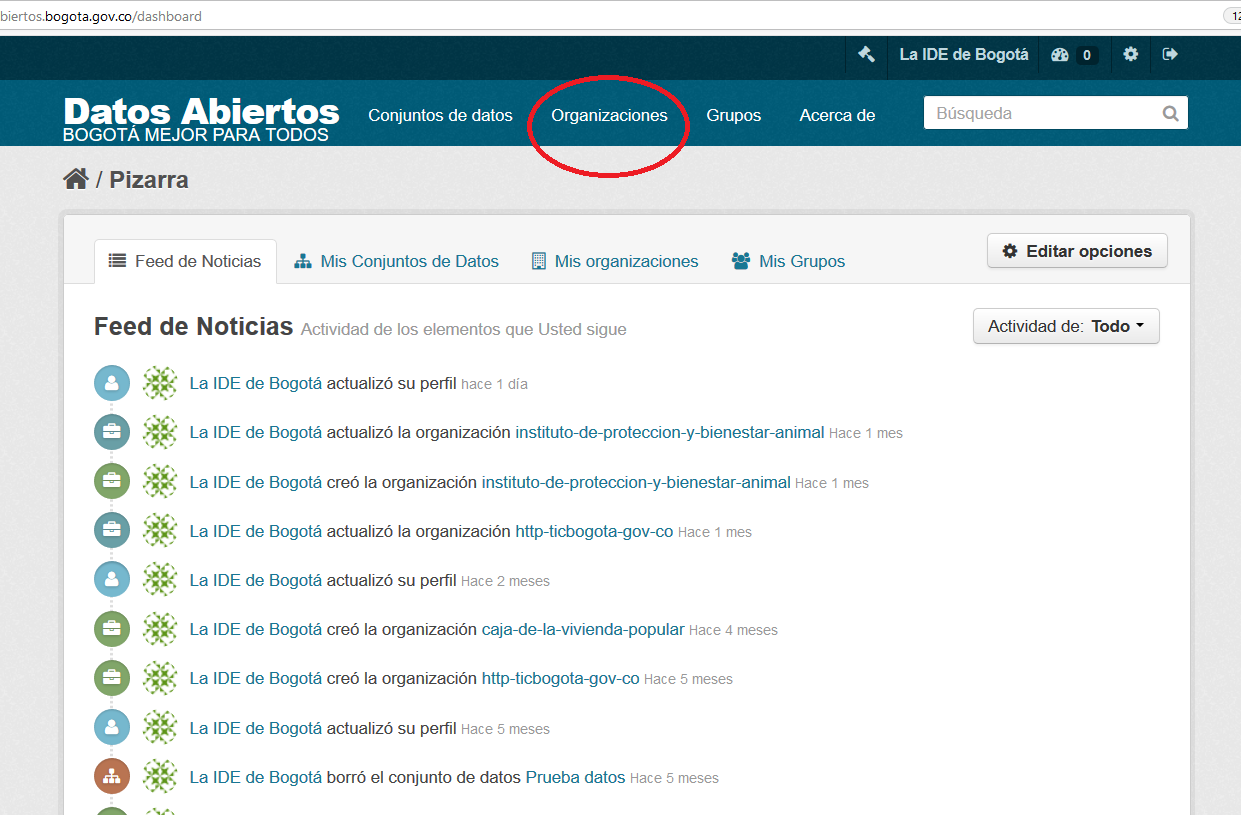 biertos.bogota.gov.co/dashboard 12
La IDE de Bogotá 0
Datos Abiertos
BOGOTÁ MEJOR PARA TODOS
Conjuntos de datos Organizaciones Grupos Acerca de Búsqueda
/ Pizarra
Feed de Noticias Mis Conjuntos de Datos Mis organizaciones Mis Grupos Editar opciones
Feed de Noticias Actividad de los elementos que Usted sigue Actividad de: Todo
La IDE de Bogotá actualizó su perfil hace 1 día
La IDE de Bogotá actualizó la organización instituto-de-proteccion-y-bienestar-animal Hace 1 mes
La IDE de Bogotá creó la organización instituto-de-proteccion-y-bienestar-animal Hace 1 mes
La IDE de Bogotá actualizó la organización http-ticbogota-gov-co Hace 1 mes
La IDE de Bogotá actualizó su perfil Hace 2 meses
La IDE de Bogotá creó la organización caja-de-la-vivienda-popular Hace 4 meses
La IDE de Bogotá creó la organización http-ticbogota-gov-co Hace 5 meses
La IDE de Bogotá actualizó su perfil Hace 5 meses
La IDE de Bogotá borró el conjunto de datos Prueba datos Hace 5 meses